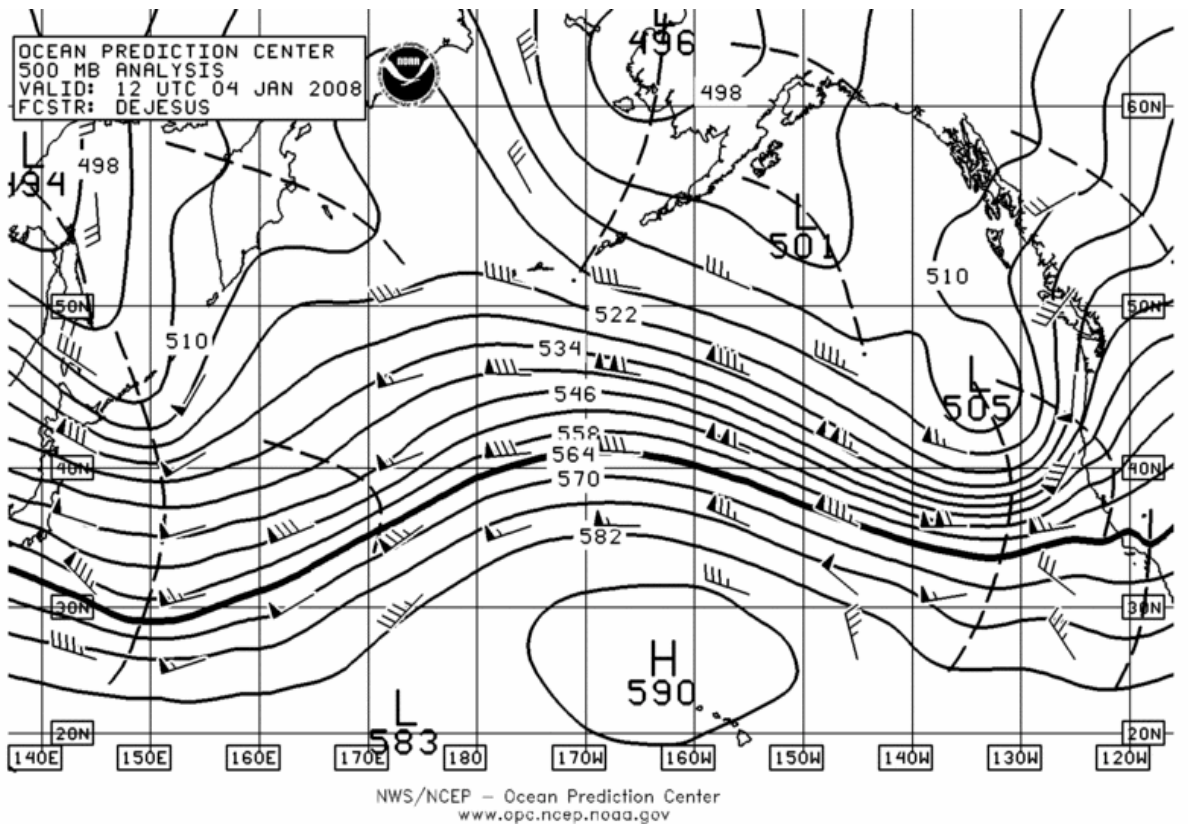 OCEAN PREDICTION CENTER
500 MB ANALYSIS
VALID: 12 UTC 04 JAN 2008
FCSTR: DEJESUS
NOAA
L
496
498
60N
L
494
498
L
501
510
50N
50N
510
522
534
L
505
546
558
40N
564
40N
570
582
30N
30N
H
590
L
583
20N
20N
140E
150E
160E
170E
180
170W
160W
150W
140W
130W
120W
NWS/NCEP – Ocean Prediction Center
www.opc.ncep.noaa.gov